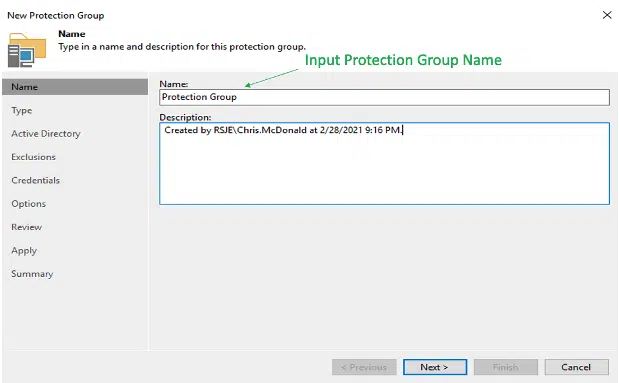 New Protection Group
Name
Type in a name and description for this protection group.
Input Protection Group Name
Name
Type
Active Directory
Exclusions
Credentials
Options
Review
Apply
Summary
Name:
Protection Group
Description:
Created by RSJE\Chris.McDonald at 2/28/2021 9:16 PM.
< Previous
Next >
Finish
Cancel